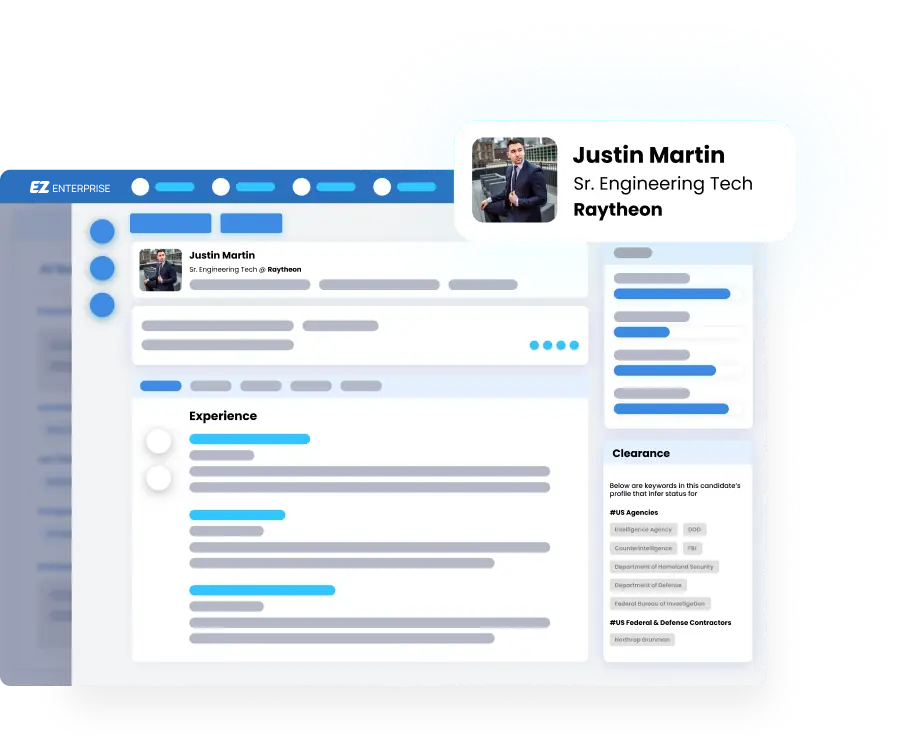 Justin Martin
Sr. Engineering Tech
Raytheon
EZ ENTERPRISE
Justin Martin
Sr. Engineering Tech @ Raytheon
Experience
Clearance
Below are keywords in this candidate's
profile that infer status for
#US Agencies
Intelligence Agency DOD
Counterintelligence FBI
Department of Homeland Security
Department of Defense
Federal Bureau of Investigation
#US Federal & Defense Contractors
Northrop Grumman